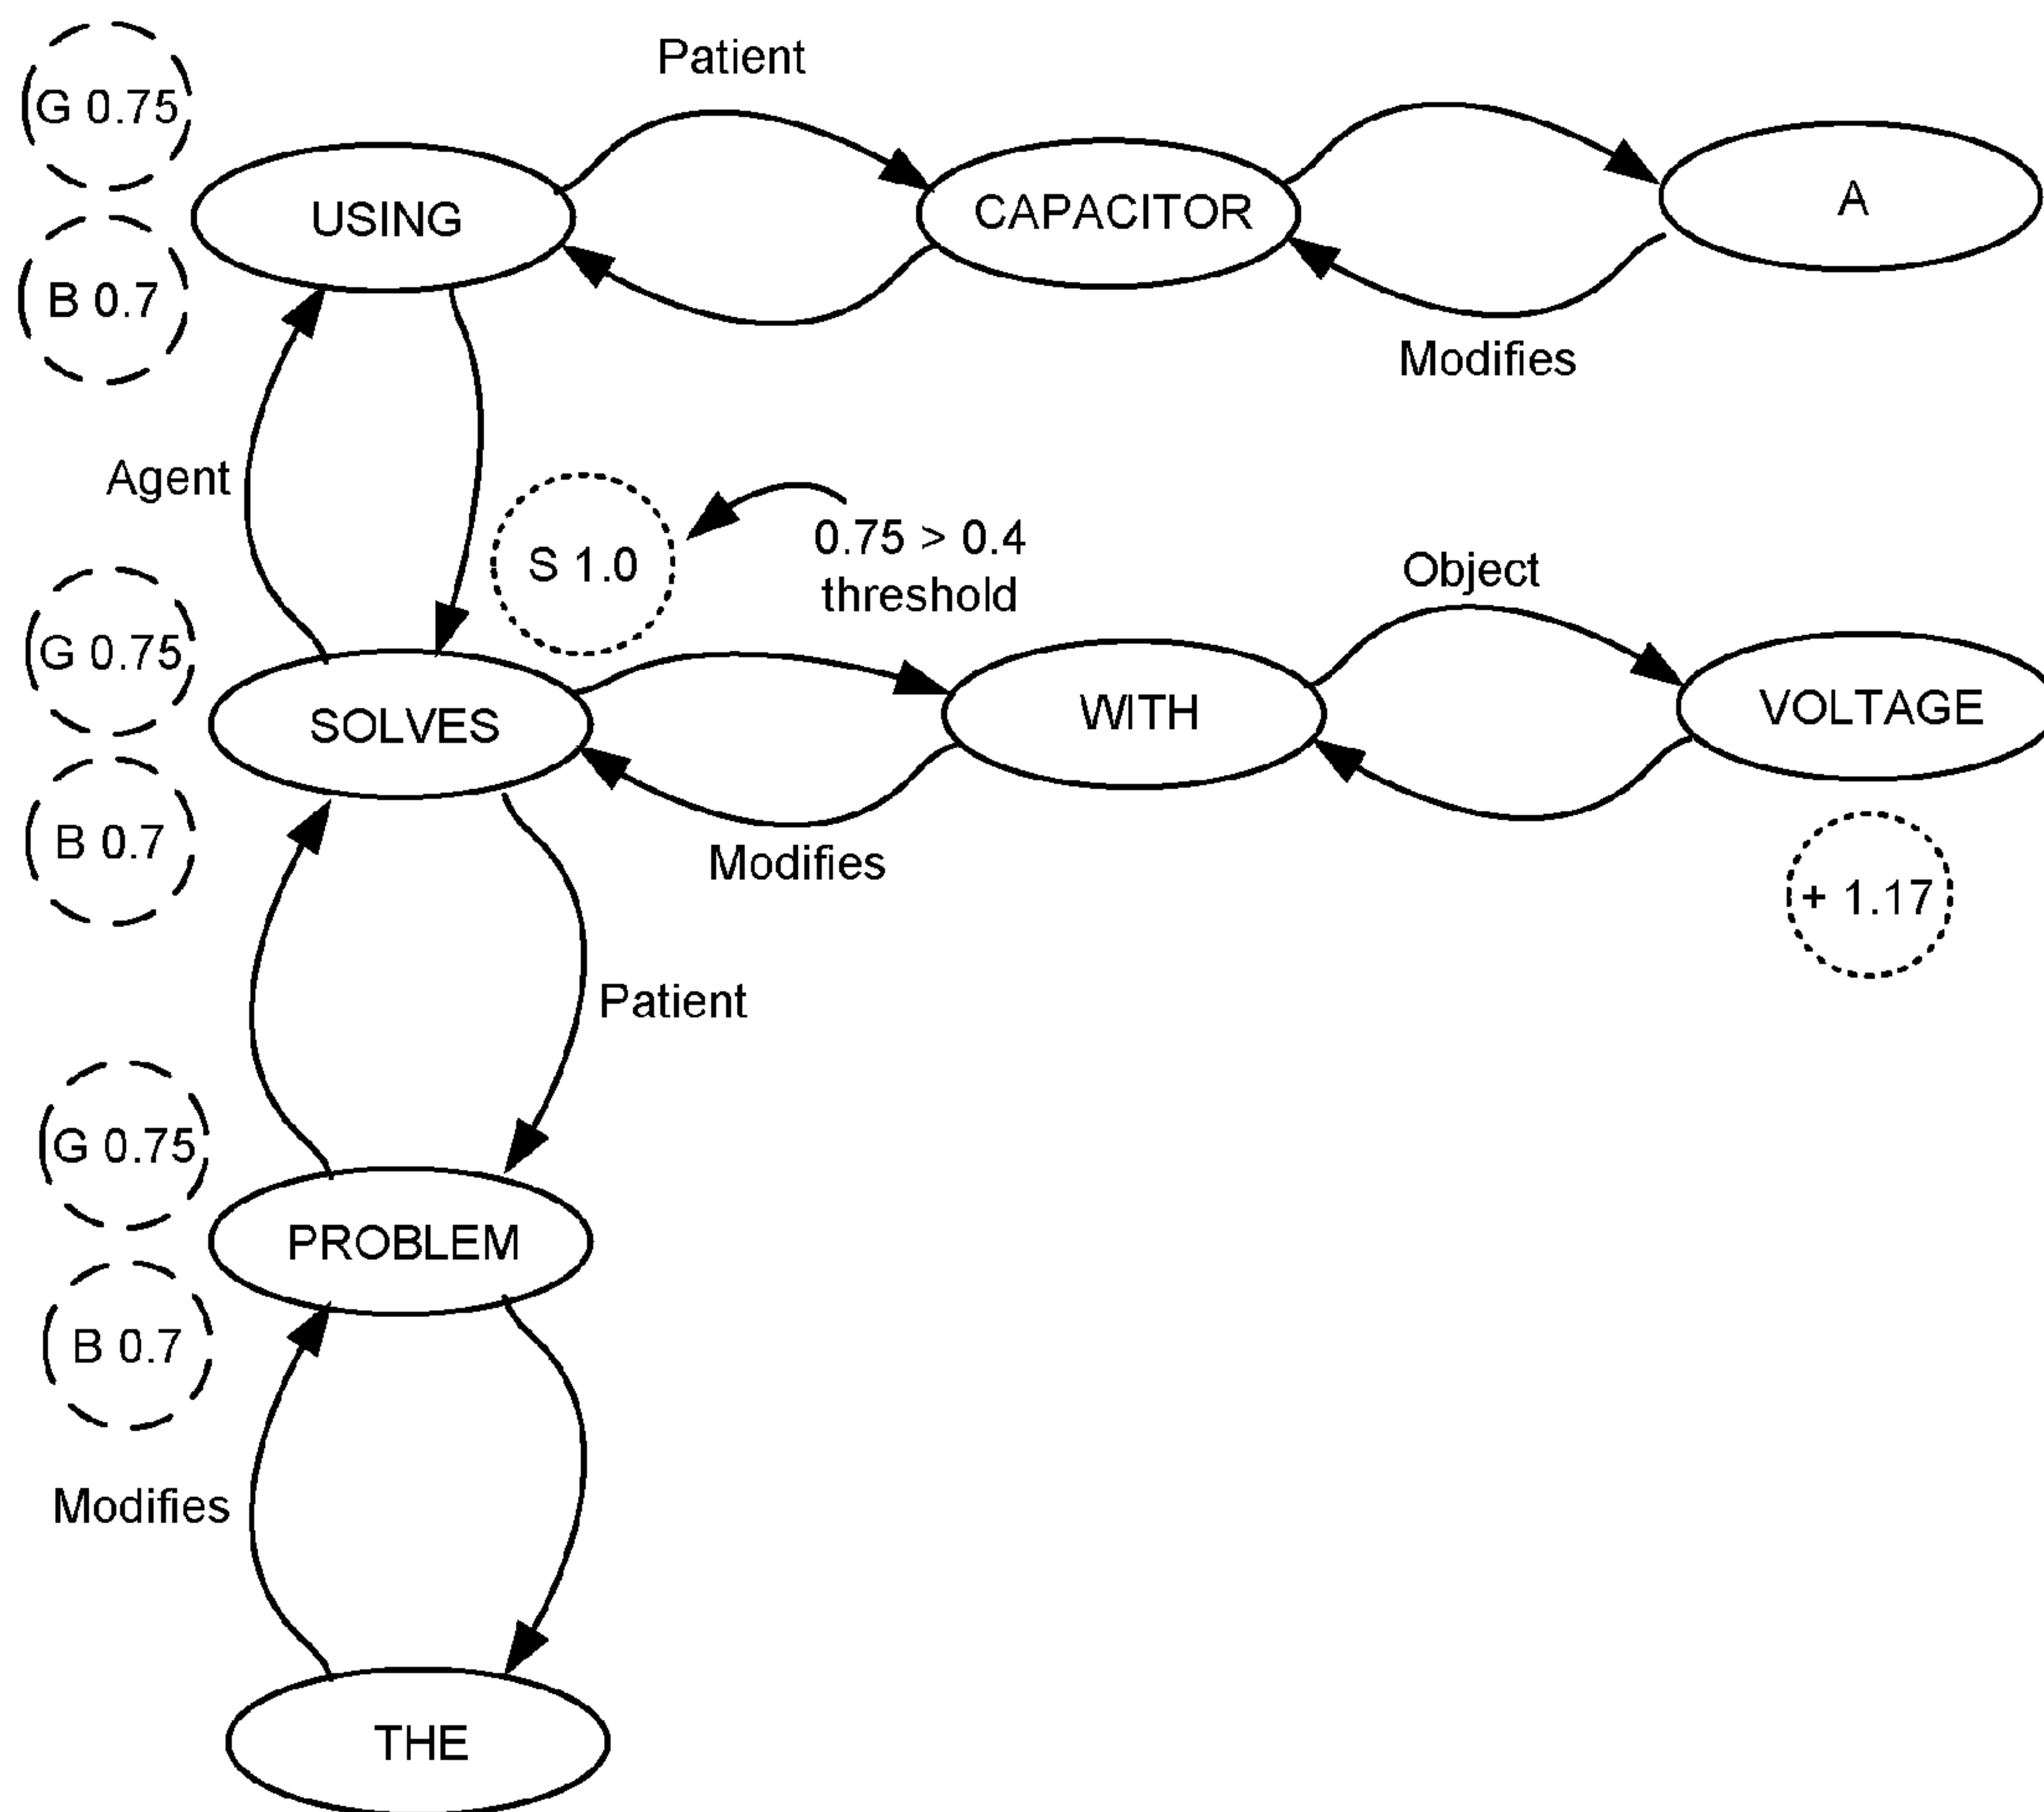 Patient
G 0.75
USING
CAPACITOR
A
B 0.7
Modifies
Agent
S 1.0
0.75 > 0.4
threshold
Object
G 0.75
SOLVES
WITH
VOLTAGE
B 0.7
Modifies
+ 1.17
Patient
G 0.75
PROBLEM
B 0.7
Modifies
THE